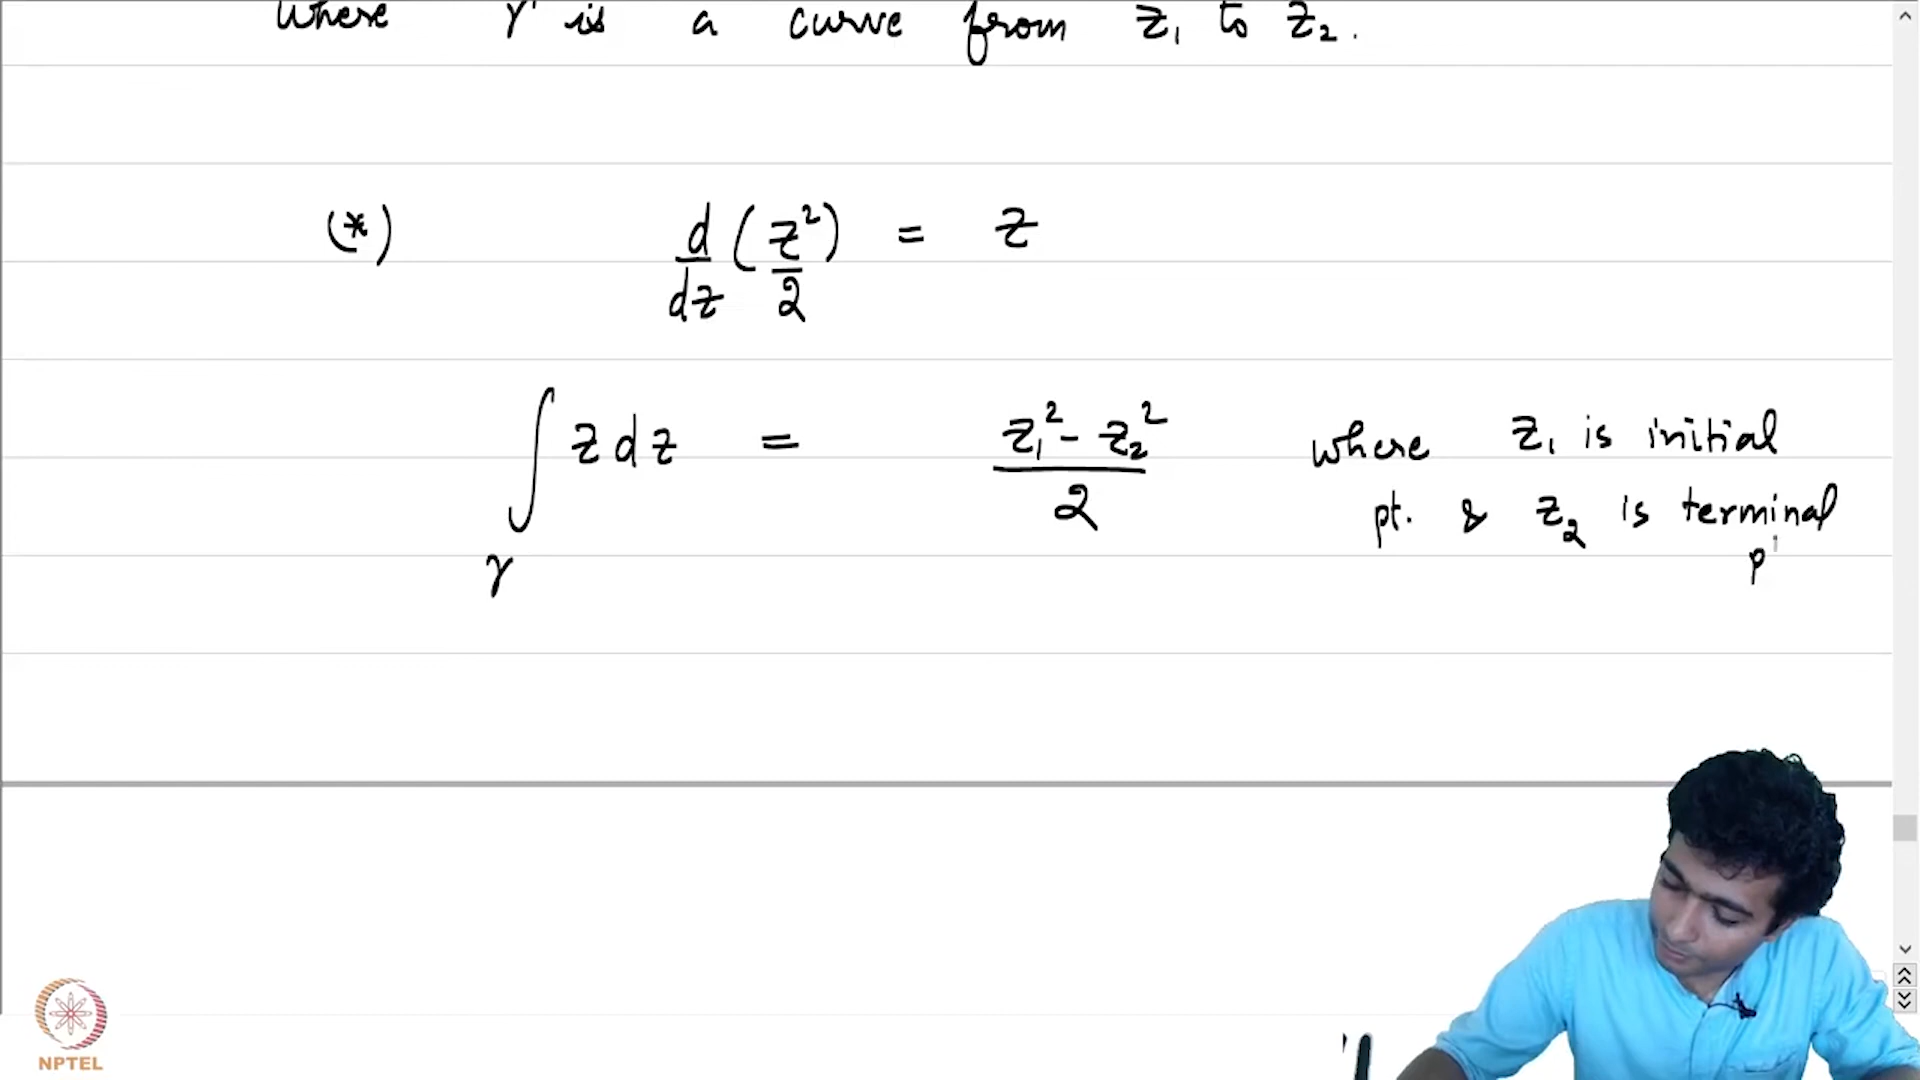 where γ is a curve from z₁ to z₂.
(*) d/dz (z²/2) = z
∫_γ z dz = (z₁² - z₂²)/2 where z₁ is initial
pt. & z₂ is terminal
p
NPTEL